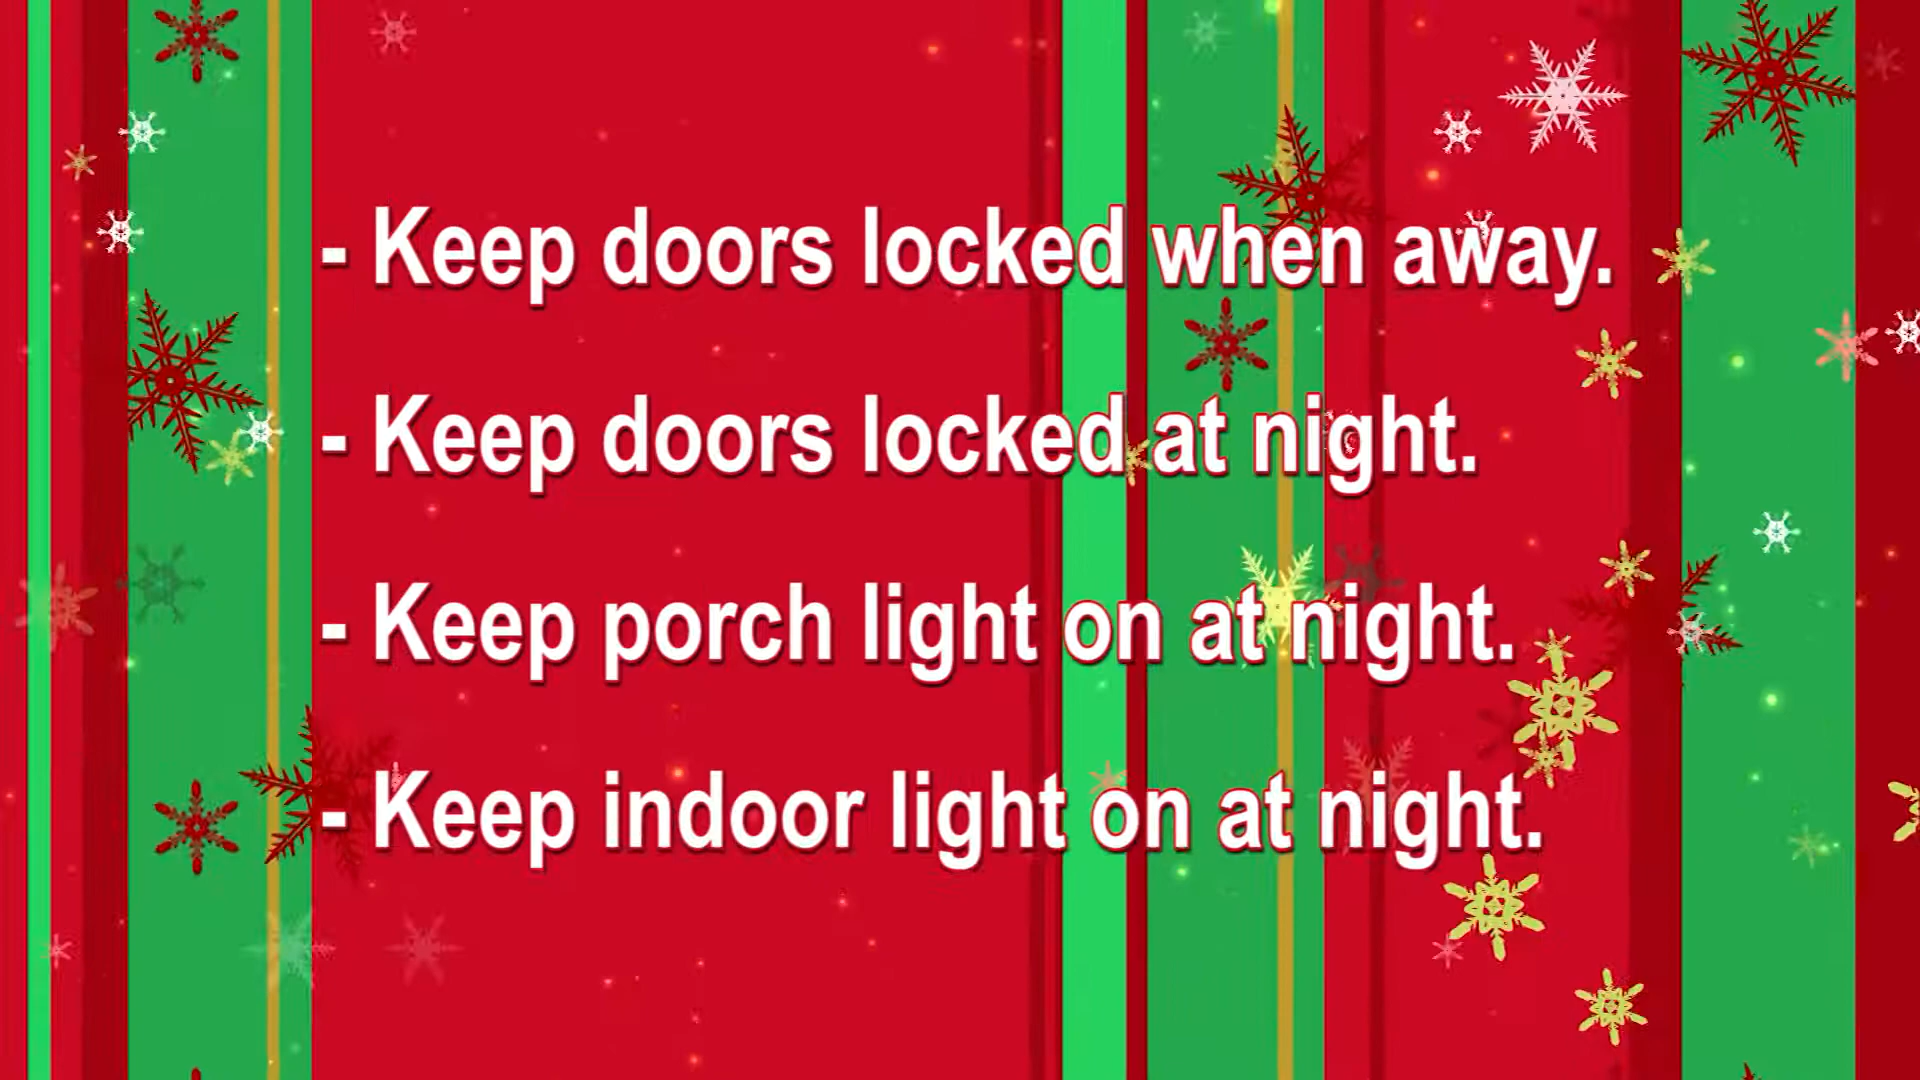 - Keep doors locked when away.
- Keep doors locked at night.
- Keep porch light on at night.
- Keep indoor light on at night.